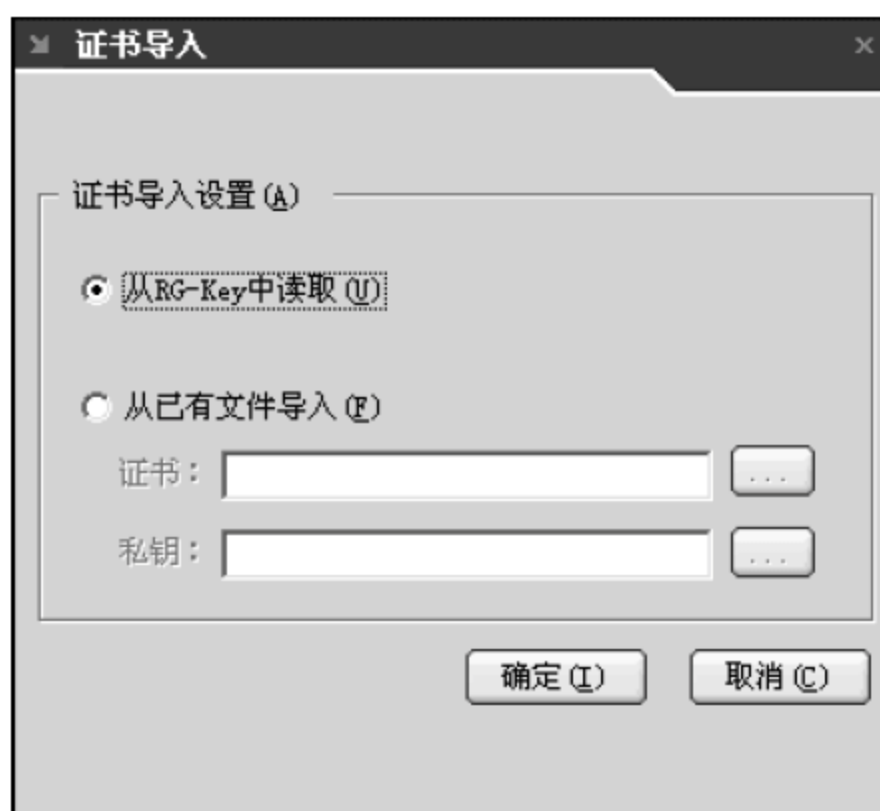 证书导入
证书导入设置(A)
从RG-Key中读取(U)
从已有文件导入(F)
证书: ...
私钥: ...
确定(I) 取消(C)